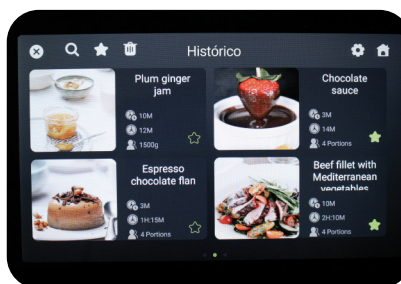 Histórico
Plum ginger
jam
10M
12M
1500g
Chocolate
sauce
3M
14M
4 Portions
Espresso
chocolate flan
3M
1H:15M
4 Portions
Beef fillet with
Mediterranean
vegetables
10M
2H:10M
4 Portions